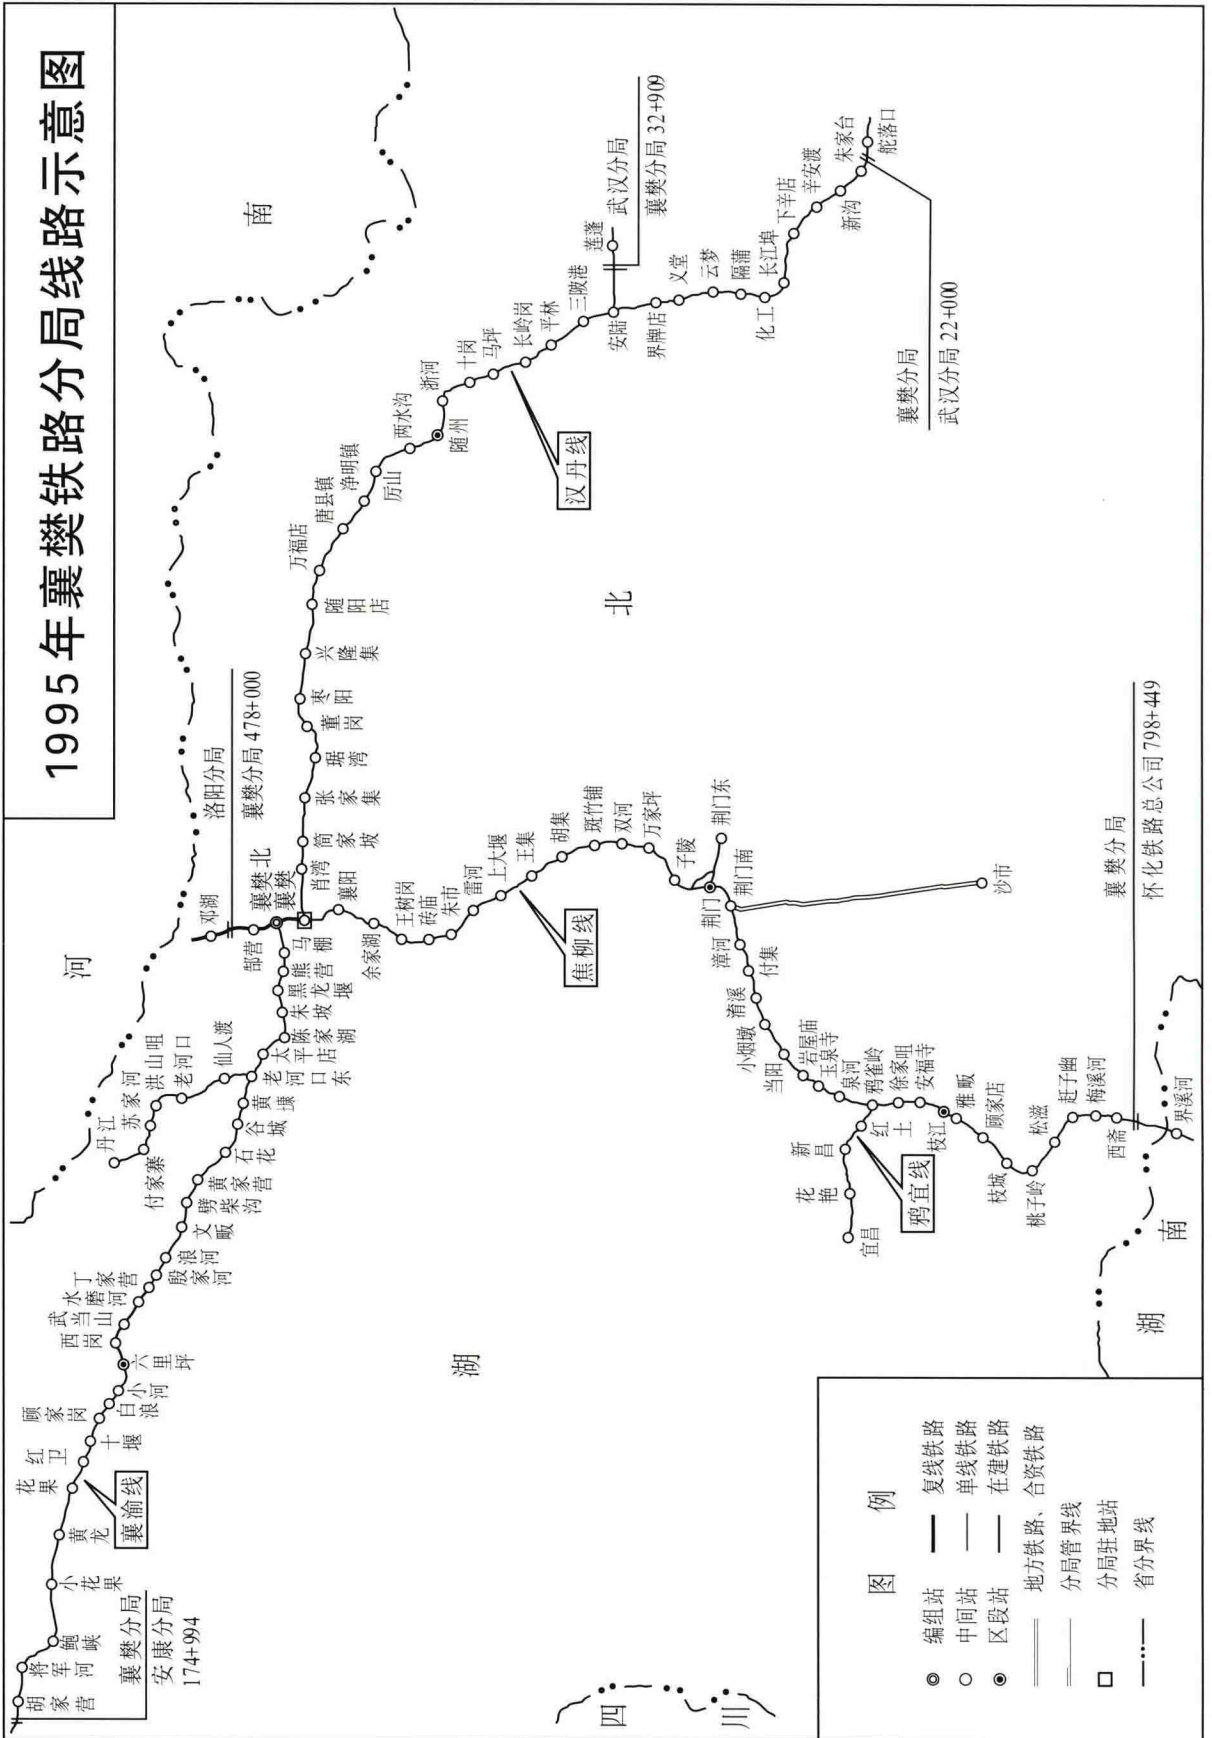 1995年襄樊铁路分局线路示意图
河
南
湖
北
四
川
湖
南
洛阳分局
襄樊分局 478+000
武汉分局
襄樊分局 32+909
襄樊分局
武汉分局 22+000
襄樊分局
怀化铁路总公司 798+449
襄樊分局
安康分局
174+994
襄渝线
汉丹线
焦柳线
鸦宜线
胡家营
将军河
鲍峡
小花果
黄龙
花果
红卫
十堰
顾家岗
白浪
小河
六里坪
西岗
武当山
水磨河
丁家营
殷家河
浪河
文畈
劈柴沟
黄家营
石花
谷城
黄㙟
老河口东
太平店
陈家湖
朱坡
黑龙堰
熊营
马棚
丹江
付家寨
苏家河
洪山咀
老河口
仙人渡
邓湖
郜营
襄樊北
襄樊
肖湾
简家坡
张家集
琚湾
董岗
枣阳
兴隆集
随阳店
万福店
唐县镇
净明镇
厉山
两水沟
随州
浙河
十岗
马坪
长岭岗
平林
三陂港
安陆
莲蓬
界牌店
义堂
云梦
隔蒲
化工
长江埠
下辛店
辛安渡
新沟
朱家台
舵落口
襄阳
余家湖
王树岗
砖庙
朱市
雷河
上大堰
王集
胡集
斑竹铺
双河
万家坪
子陵
荆门
荆门东
荆门南
沙市
漳河
付集
淯溪
小烟墩
当阳
岩屋庙
玉泉寺
泉河
鸦雀岭
徐家咀
安福寺
红土
新昌
花艳
宜昌
枝江
雅畈
顾家店
枝城
桃子岭
松滋
赶子幽
梅溪河
西斋
界溪河
图 例
编组站
复线铁路
中间站
单线铁路
区段站
在建铁路
地方铁路、合资铁路
分局管界线
分局驻地站
省分界线